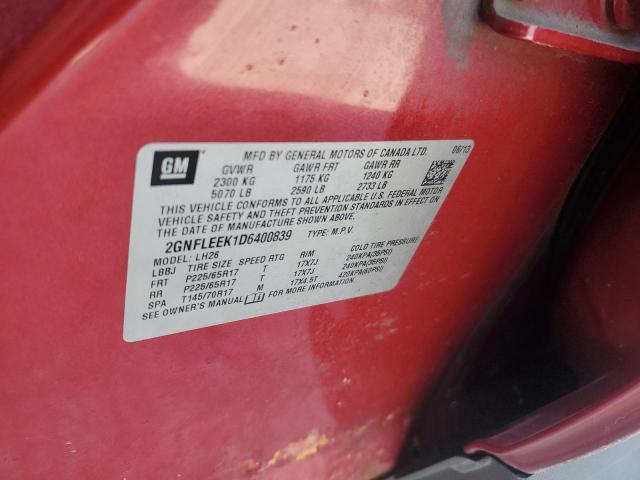 GM
MFD BY GENERAL MOTORS OF CANADA LTD. 06/13
GVWR GAWR FRT GAWR RR
2300 KG 1175 KG 1240 KG
5070 LB 2590 LB 2733 LB
THIS VEHICLE CONFORMS TO ALL APPLICABLE U.S. FEDERAL MOTOR
VEHICLE SAFETY AND THEFT PREVENTION STANDARDS IN EFFECT ON
THE DATE OF MANUFACTURE SHOWN ABOVE.
2GNFLEEK1D6400839 TYPE: M.P.V.
MODEL: LH26
LBBJ TIRE SIZE SPEED RTG RIM COLD TIRE PRESSURE
FRT P225/65R17 T 17X7J 240KPA(35PSI)
RR P225/65R17 T 17X7J 240KPA(35PSI)
SPA T145/70R17 M 17X4.5T 420KPA(60PSI)
SEE OWNER'S MANUAL FOR MORE INFORMATION.